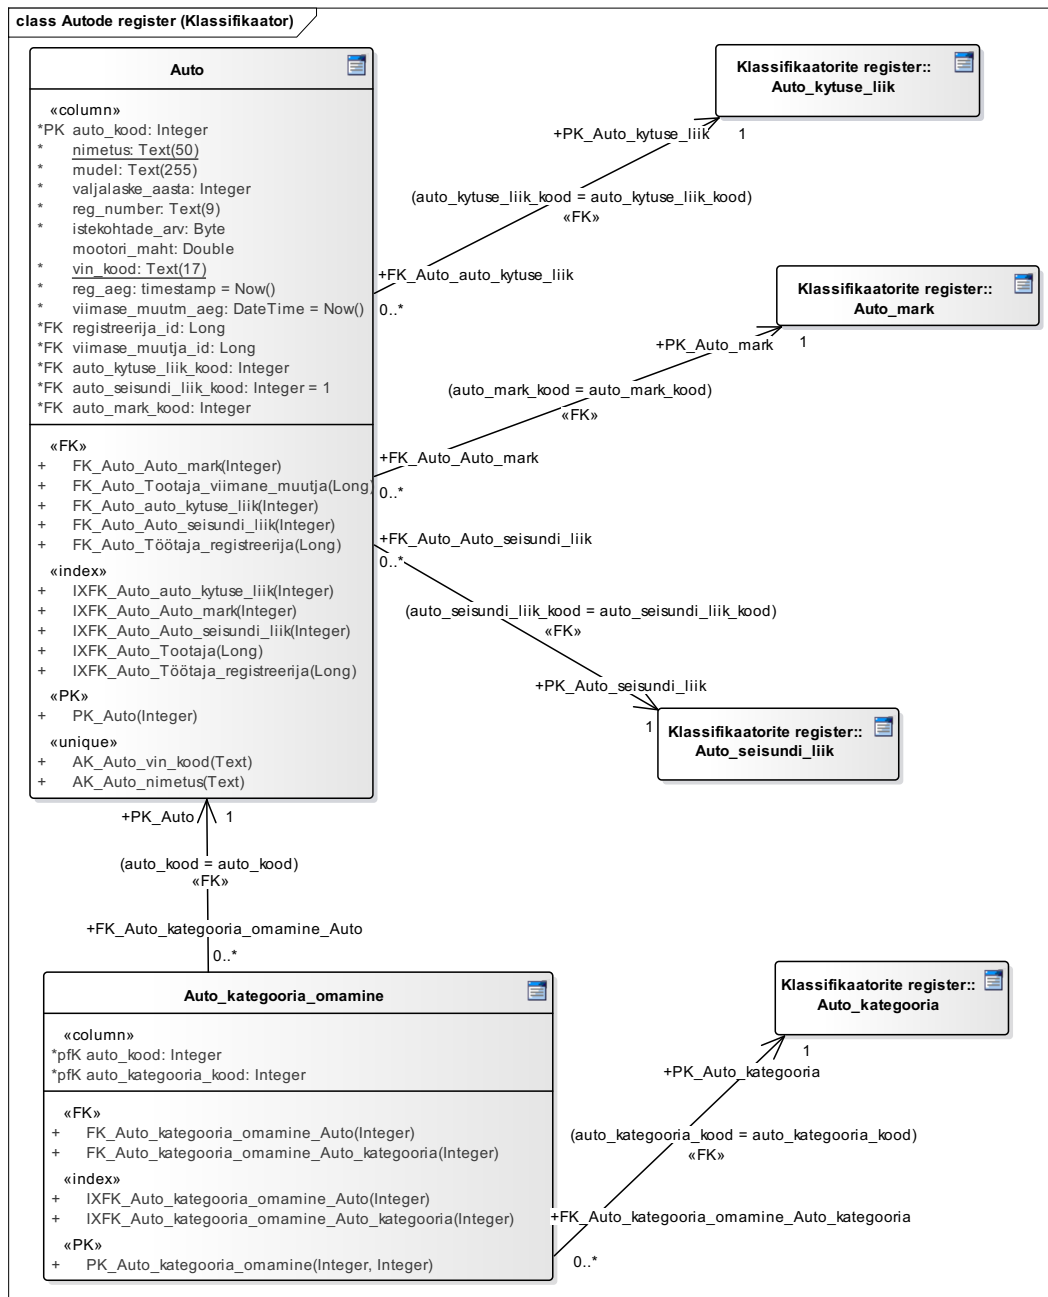 class Autode register (Klassifikaator)
Auto
«column»
*PK auto_kood: Integer
* nimetus: Text(50)
* mudel: Text(255)
* valjalaske_aasta: Integer
* reg_number: Text(9)
* istekohtade_arv: Byte
mootori_maht: Double
* vin_kood: Text(17)
* reg_aeg: timestamp = Now()
* viimase_muutm_aeg: DateTime = Now()
*FK registreerija_id: Long
*FK viimase_muutja_id: Long
*FK auto_kytuse_liik_kood: Integer
*FK auto_seisundi_liik_kood: Integer = 1
*FK auto_mark_kood: Integer
«FK»
+ FK_Auto_Auto_mark(Integer)
+ FK_Auto_Tootaja_viimane_muutja(Long)
+ FK_Auto_auto_kytuse_liik(Integer)
+ FK_Auto_Auto_seisundi_liik(Integer)
+ FK_Auto_Töötaja_registreerija(Long)
«index»
+ IXFK_Auto_auto_kytuse_liik(Integer)
+ IXFK_Auto_Auto_mark(Integer)
+ IXFK_Auto_Auto_seisundi_liik(Integer)
+ IXFK_Auto_Tootaja(Long)
+ IXFK_Auto_Töötaja_registreerija(Long)
«PK»
+ PK_Auto(Integer)
«unique»
+ AK_Auto_vin_kood(Text)
+ AK_Auto_nimetus(Text)
Klassifikaatorite register::
Auto_kytuse_liik
+PK_Auto_kytuse_liik
1
(auto_kytuse_liik_kood = auto_kytuse_liik_kood)
«FK»
+FK_Auto_auto_kytuse_liik
0..*
Klassifikaatorite register::
Auto_mark
+PK_Auto_mark
1
(auto_mark_kood = auto_mark_kood)
«FK»
+FK_Auto_Auto_mark
0..*
+FK_Auto_Auto_seisundi_liik
0..*
(auto_seisundi_liik_kood = auto_seisundi_liik_kood)
«FK»
+PK_Auto_seisundi_liik
1
Klassifikaatorite register::
Auto_seisundi_liik
+PK_Auto
1
(auto_kood = auto_kood)
«FK»
+FK_Auto_kategooria_omamine_Auto
0..*
Auto_kategooria_omamine
«column»
*pfK auto_kood: Integer
*pfK auto_kategooria_kood: Integer
«FK»
+ FK_Auto_kategooria_omamine_Auto(Integer)
+ FK_Auto_kategooria_omamine_Auto_kategooria(Integer)
«index»
+ IXFK_Auto_kategooria_omamine_Auto(Integer)
+ IXFK_Auto_kategooria_omamine_Auto_kategooria(Integer)
«PK»
+ PK_Auto_kategooria_omamine(Integer, Integer)
Klassifikaatorite register::
Auto_kategooria
1
+PK_Auto_kategooria
(auto_kategooria_kood = auto_kategooria_kood)
«FK»
+FK_Auto_kategooria_omamine_Auto_kategooria
0..*